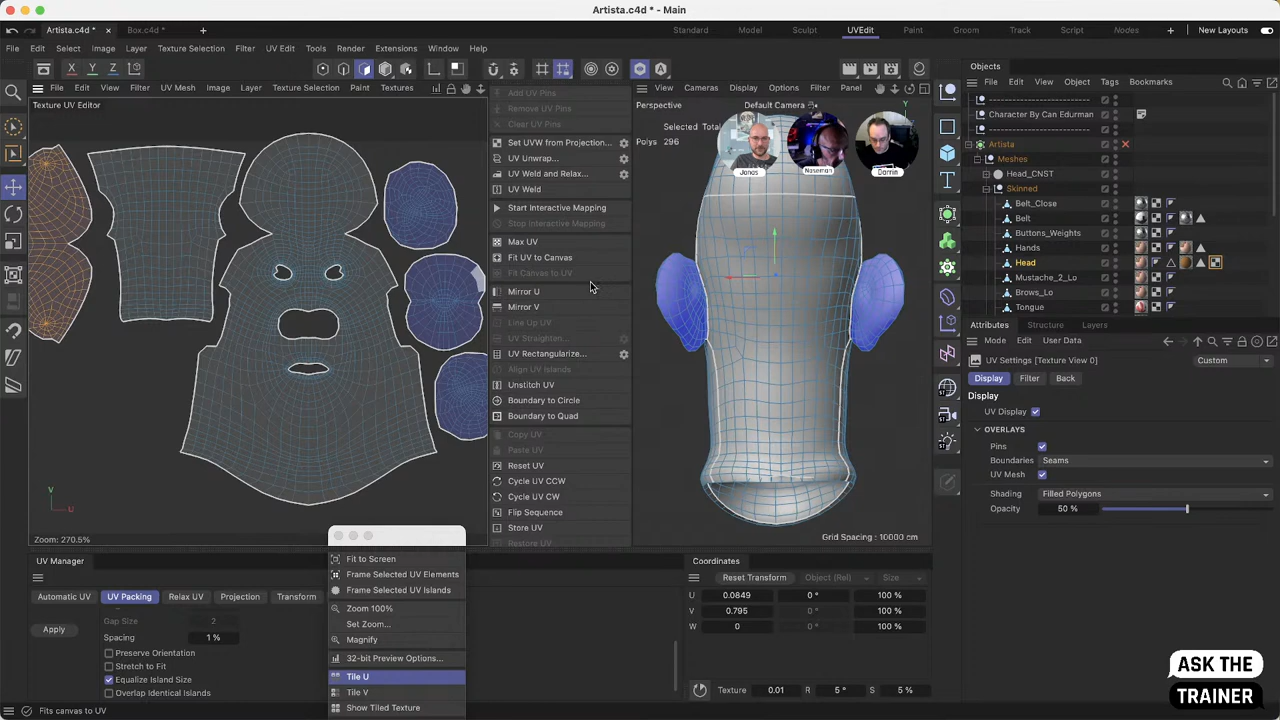 Artista.c4d * - Main
Artista.c4d *
Box.c4d *
Standard
Model
Sculpt
UVEdit
Paint
Groom
Track
Script
Nodes
New Layouts
File
Edit
Select
Image
Layer
Texture Selection
Filter
UV Edit
Tools
Render
Extensions
Window
Help
X
Y
Z
File
Edit
View
UV Mesh
Image
Layer
Texture Selection
Filter
Paint
Textures
Texture UV Editor
Add UV Pins
Remove UV Pins
Clear UV Pins
Set UVW from Projection...
UV Unwrap...
UV Weld and Relax...
UV Weld
Start Interactive Mapping
Stop Interactive Mapping
Max UV
Fit UV to Canvas
Fit Canvas to UV
Mirror U
Mirror V
Line Up UV
UV Straighten...
UV Rectangularize...
Align UV Islands
Unstitch UV
Boundary to Circle
Boundary to Quad
Copy UV
Paste UV
Reset UV
Cycle UV CCW
Cycle UV CW
Flip Sequence
Store UV
Restore UV
View
Cameras
Display
Options
Filter
Panel
Perspective
Default Camera
Selected Total
Polys 296
Y
Jonas
Noseman
Darrin
Grid Spacing : 10000 cm
V
U
Zoom: 270.5%
Objects
File
Edit
View
Object
Tags
Bookmarks
----------------------------
Character By Can Edurman
----------------------------
Artista
Meshes
Head_CNST
Skinned
Belt_Close
Belt
Buttons_Weights
Hands
Head
Mustache_2_Lo
Brows_Lo
Tongue
Attributes
Structure
Layers
Mode
Edit
User Data
UV Settings [Texture View 0]
Custom
Display
Filter
Back
Display
UV Display
OVERLAYS
Pins
Boundaries
Seams
UV Mesh
Shading
Filled Polygons
Opacity
50 %
UV Manager
Automatic UV
UV Packing
Relax UV
Projection
Transform
Apply
Gap Size
2
Spacing
1 %
Preserve Orientation
Stretch to Fit
Equalize Island Size
Overlap Identical Islands
Fits canvas to UV
Fit to Screen
Frame Selected UV Elements
Frame Selected UV Islands
Zoom 100%
Set Zoom...
Magnify
32-bit Preview Options...
Tile U
Tile V
Show Tiled Texture
Coordinates
Reset Transform
Object (Rel)
Size
U 0.0849 0 ° 100 %
V 0.795 0 ° 100 %
W 0 0 ° 100 %
Texture 0.01 R 5 ° S 5 %
ST
ST
ST
ASK THE
TRAINER